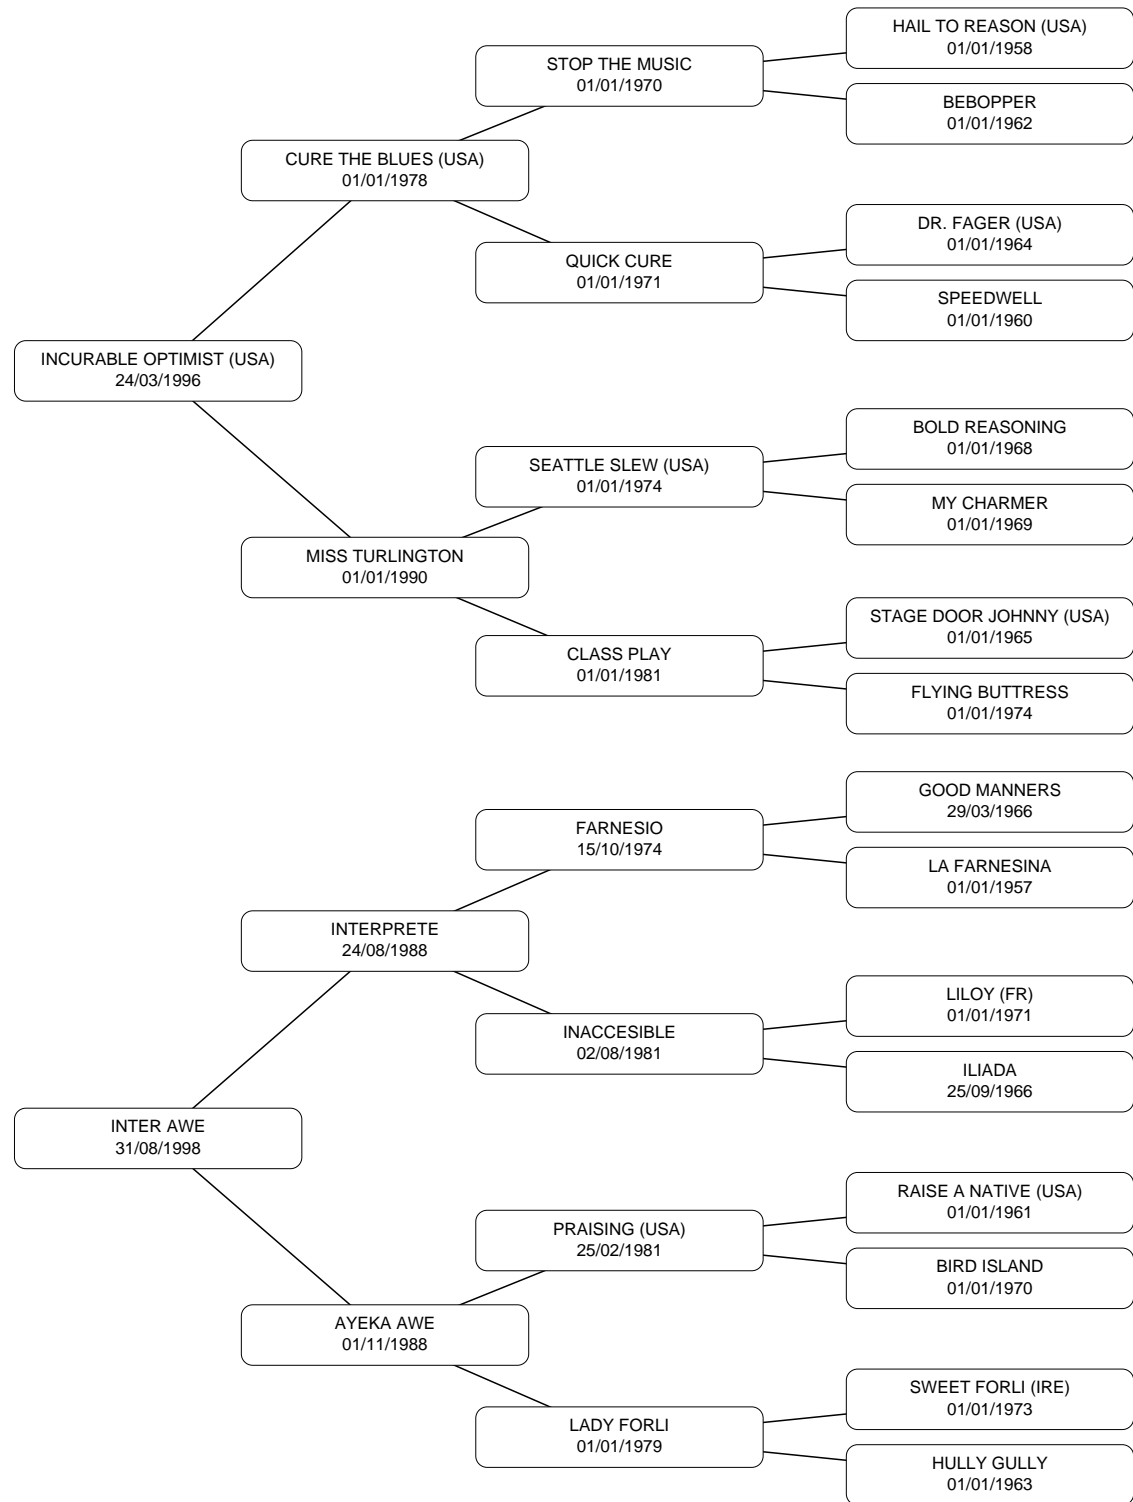 HAIL TO REASON (USA)
01/01/1958
STOP THE MUSIC
01/01/1970
BEBOPPER
01/01/1962
CURE THE BLUES (USA)
01/01/1978
DR. FAGER (USA)
01/01/1964
QUICK CURE
01/01/1971
SPEEDWELL
01/01/1960
INCURABLE OPTIMIST (USA)
24/03/1996
BOLD REASONING
01/01/1968
SEATTLE SLEW (USA)
01/01/1974
MY CHARMER
01/01/1969
MISS TURLINGTON
01/01/1990
STAGE DOOR JOHNNY (USA)
01/01/1965
CLASS PLAY
01/01/1981
FLYING BUTTRESS
01/01/1974
GOOD MANNERS
29/03/1966
FARNESIO
15/10/1974
LA FARNESINA
01/01/1957
INTERPRETE
24/08/1988
LILOY (FR)
01/01/1971
INACCESIBLE
02/08/1981
ILIADA
25/09/1966
INTER AWE
31/08/1998
RAISE A NATIVE (USA)
01/01/1961
PRAISING (USA)
25/02/1981
BIRD ISLAND
01/01/1970
AYEKA AWE
01/11/1988
SWEET FORLI (IRE)
01/01/1973
LADY FORLI
01/01/1979
HULLY GULLY
01/01/1963